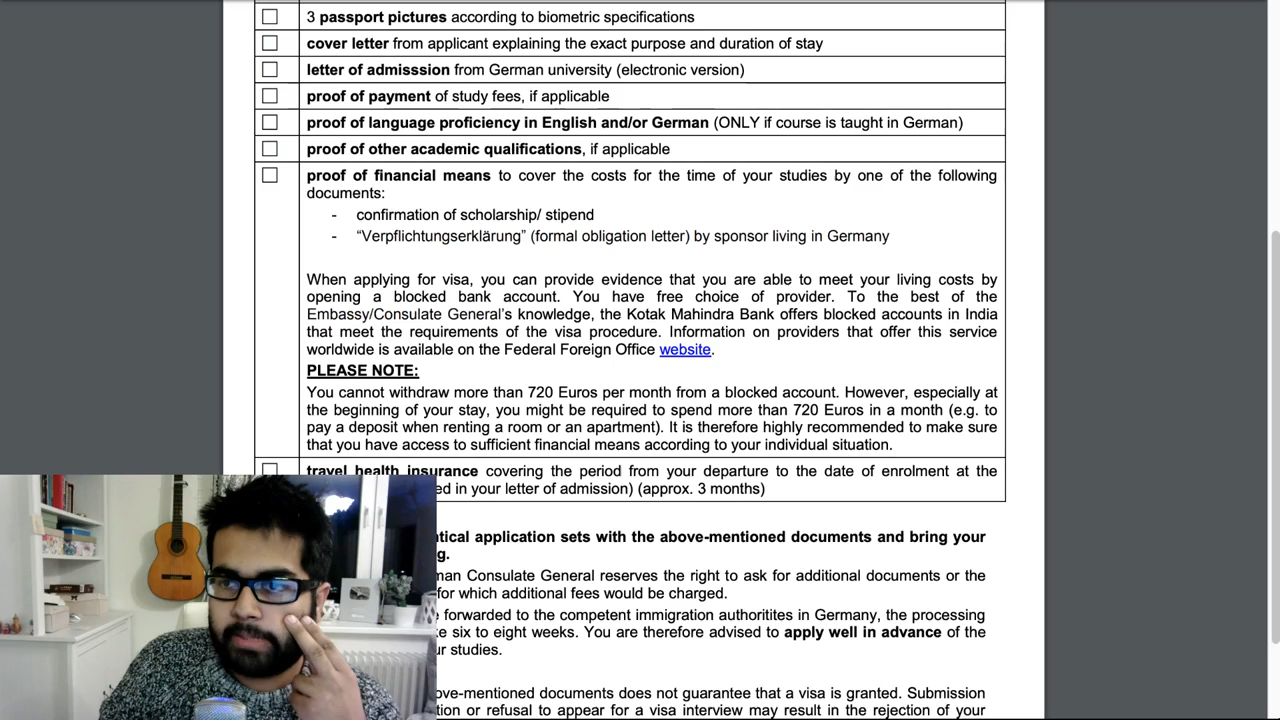 3 passport pictures according to biometric specifications
cover letter from applicant explaining the exact purpose and duration of stay
letter of admisssion from German university (electronic version)
proof of payment of study fees, if applicable
proof of language proficiency in English and/or German (ONLY if course is taught in German)
proof of other academic qualifications, if applicable
proof of financial means to cover the costs for the time of your studies by one of the following
documents:
- confirmation of scholarship/ stipend
- “Verpflichtungserklärung” (formal obligation letter) by sponsor living in Germany
When applying for visa, you can provide evidence that you are able to meet your living costs by
opening a blocked bank account. You have free choice of provider. To the best of the
Embassy/Consulate General’s knowledge, the Kotak Mahindra Bank offers blocked accounts in India
that meet the requirements of the visa procedure. Information on providers that offer this service
worldwide is available on the Federal Foreign Office website.
PLEASE NOTE:
You cannot withdraw more than 720 Euros per month from a blocked account. However, especially at
the beginning of your stay, you might be required to spend more than 720 Euros in a month (e.g. to
pay a deposit when renting a room or an apartment). It is therefore highly recommended to make sure
that you have access to sufficient financial means according to your individual situation.
travel health insurance covering the period from your departure to the date of enrolment at the
ed in your letter of admission) (approx. 3 months)
tical application sets with the above-mentioned documents and bring your
g.
man Consulate General reserves the right to ask for additional documents or the
for which additional fees would be charged.
e forwarded to the competent immigration authoritites in Germany, the processing
ke six to eight weeks. You are therefore advised to apply well in advance of the
ur studies.
ove-mentioned documents does not guarantee that a visa is granted. Submission
tion or refusal to appear for a visa interview may result in the rejection of your